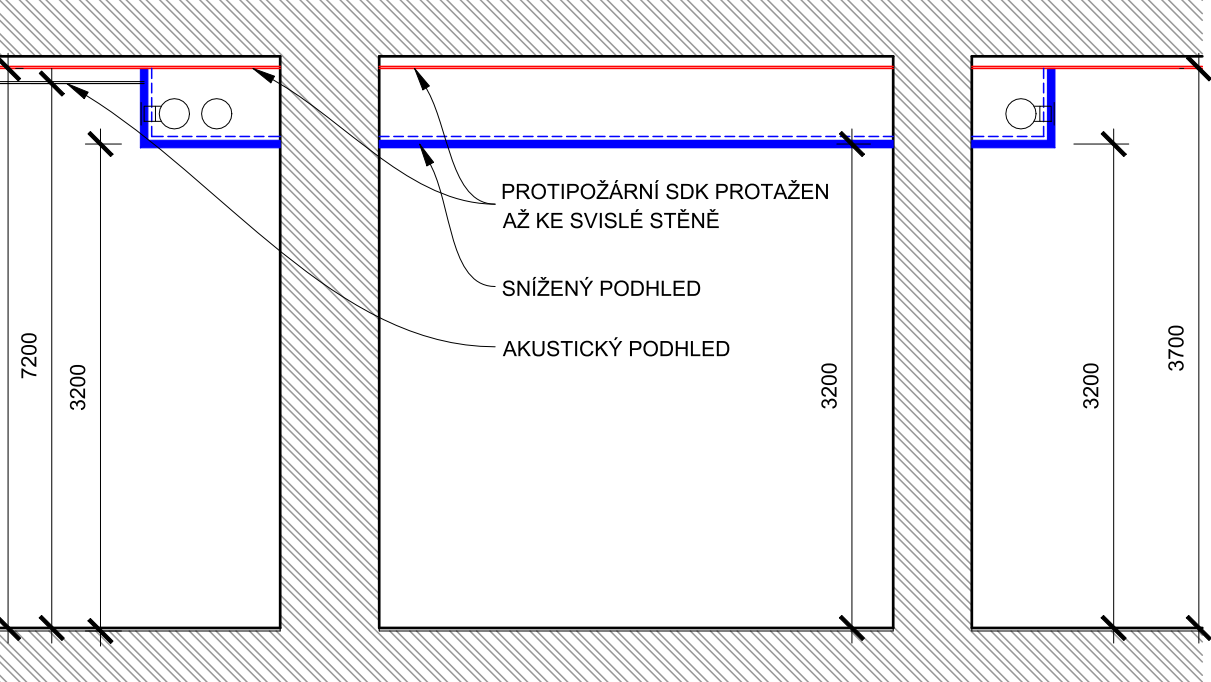 PROTIPOŽÁRNÍ SDK PROTAŽEN
AŽ KE SVISLÉ STĚNĚ
SNÍŽENÝ PODHLED
AKUSTICKÝ PODHLED
7200
3200
3200
3200
3700